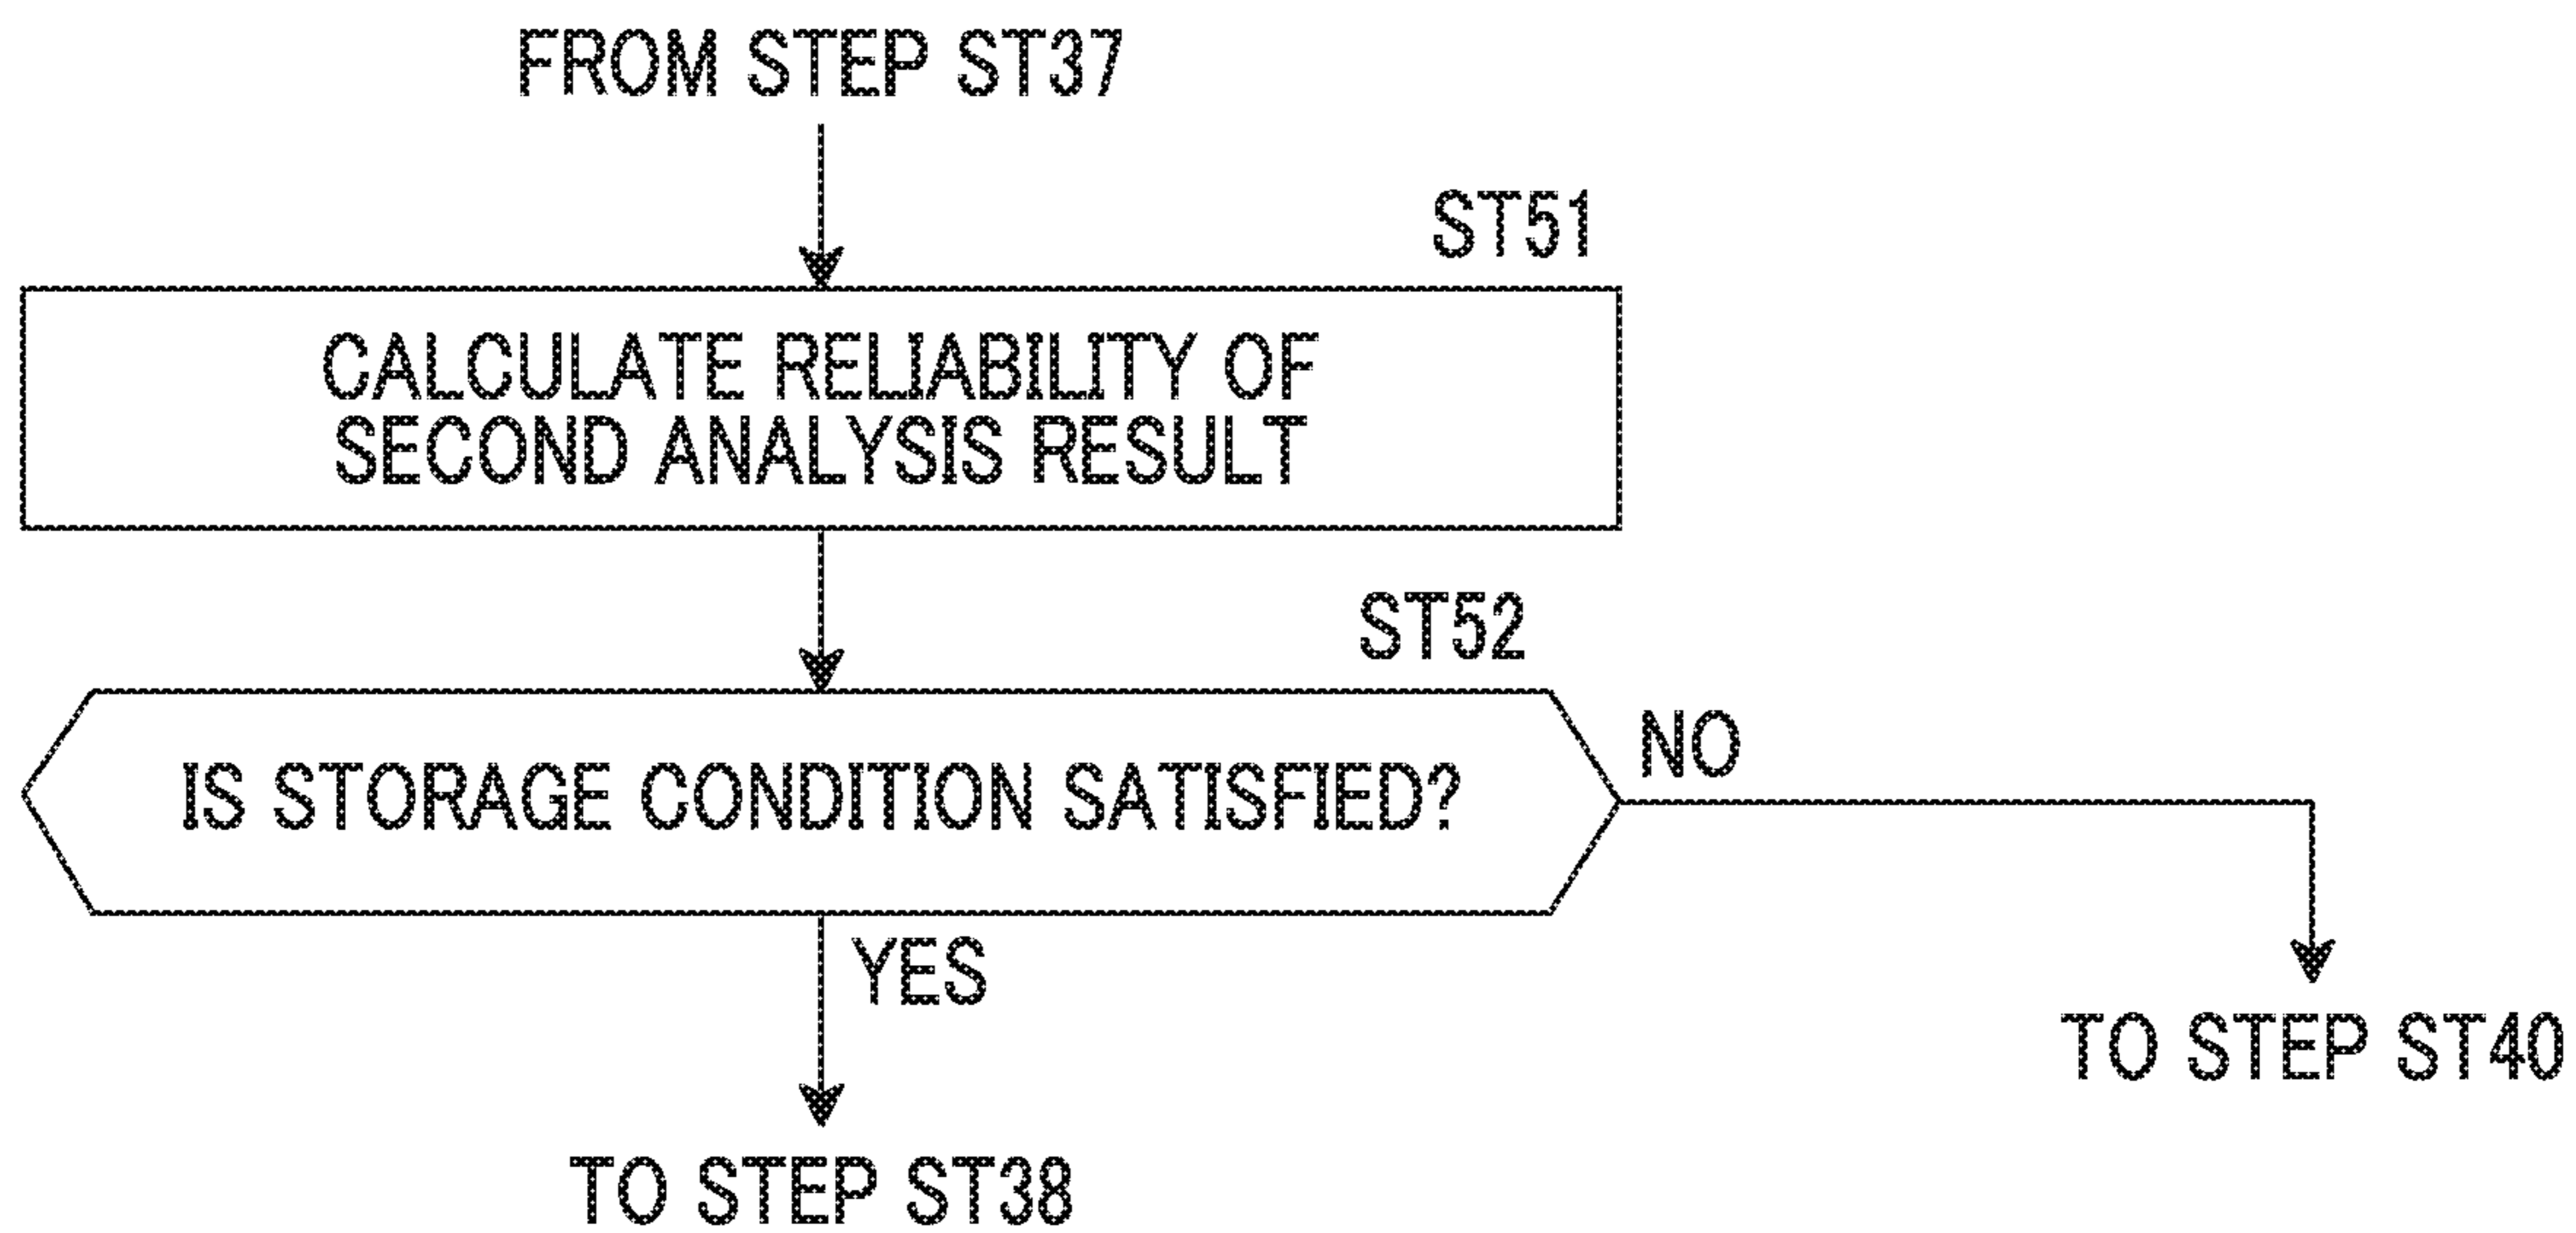 FROM STEP ST37
ST51
CALCULATE RELIABILITY OF
SECOND ANALYSIS RESULT
ST52
IS STORAGE CONDITION SATISFIED?
NO
YES
TO STEP ST40
TO STEP ST38